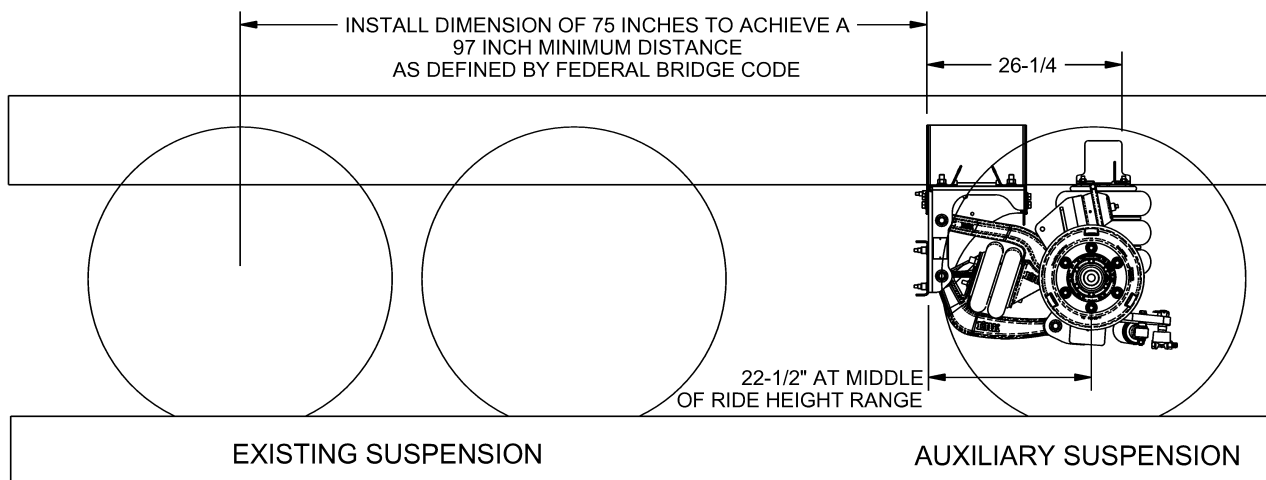 INSTALL DIMENSION OF 75 INCHES TO ACHIEVE A
97 INCH MINIMUM DISTANCE
AS DEFINED BY FEDERAL BRIDGE CODE
26-1/4
22-1/2" AT MIDDLE
OF RIDE HEIGHT RANGE
EXISTING SUSPENSION
AUXILIARY SUSPENSION